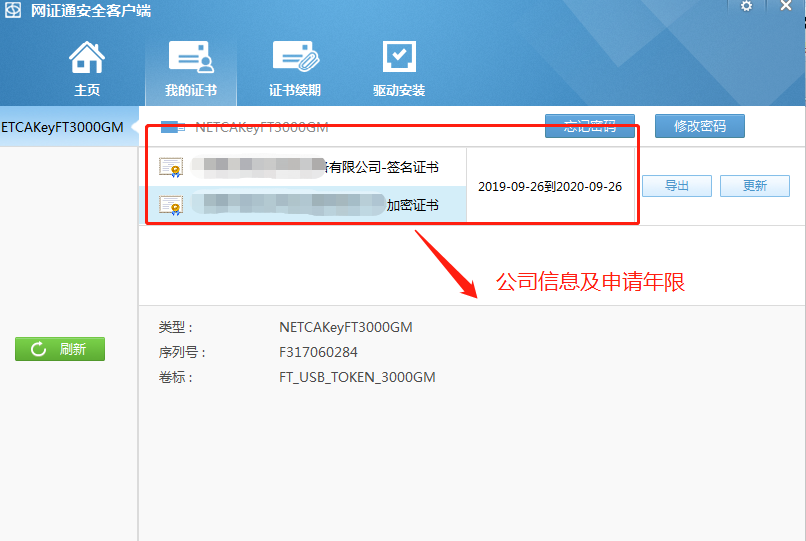 网证通安全客户端
主页
我的证书
证书续期
驱动安装
ETCAKeyFT3000GM
NETCAKeyFT3000GM
忘记密码
修改密码
有限公司-签名证书
加密证书
2019-09-26到2020-09-26
导出
更新
公司信息及申请年限
刷新
类型：
NETCAKeyFT3000GM
序列号：
F317060284
卷标：
FT_USB_TOKEN_3000GM